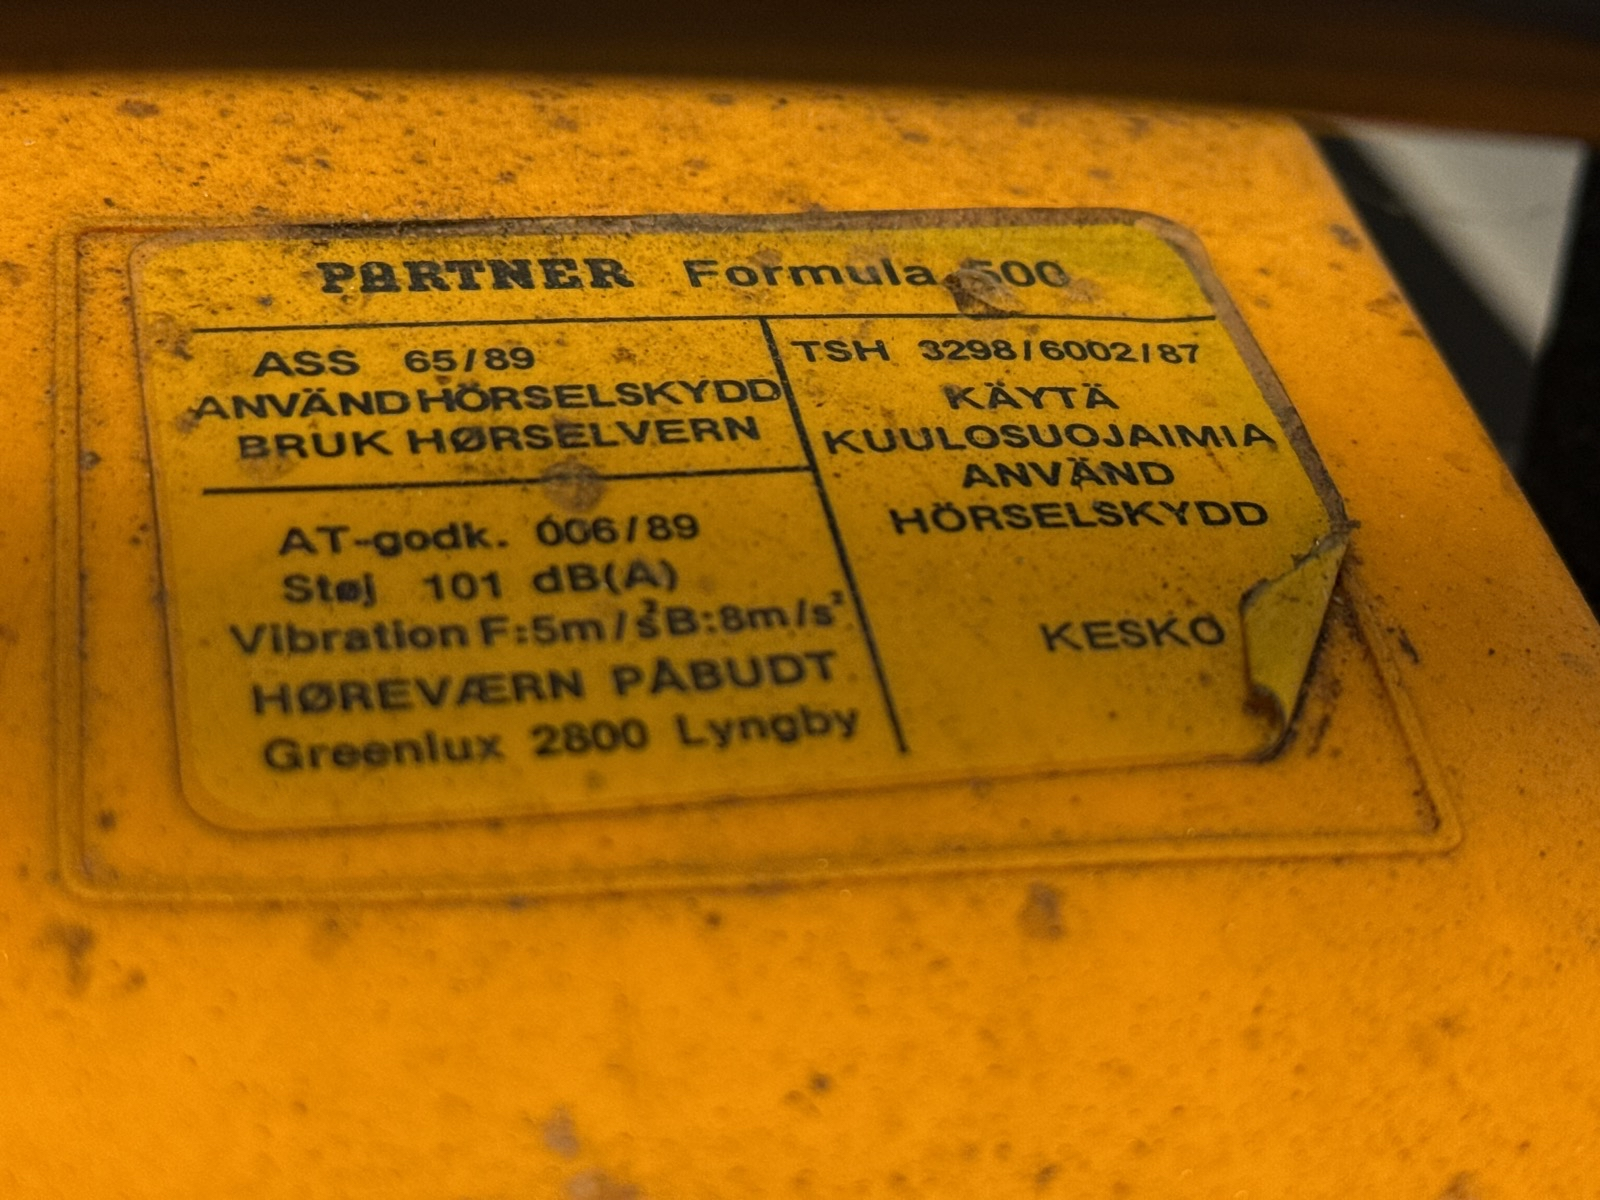 PARTNER Formula 500
ASS 65/89
ANVÄND HÖRSELSKYDD
BRUK HØRSELVERN
AT-godk. 006/89
Støj 101 dB(A)
Vibration F:5m/s² B:8m/s²
HØREVÆRN PÅBUDT
Greenlux 2800 Lyngby
TSH 3298/6002/87
KÄYTÄ
KUULOSUOJAIMIA
ANVÄND
HÖRSELSKYDD
KESKO